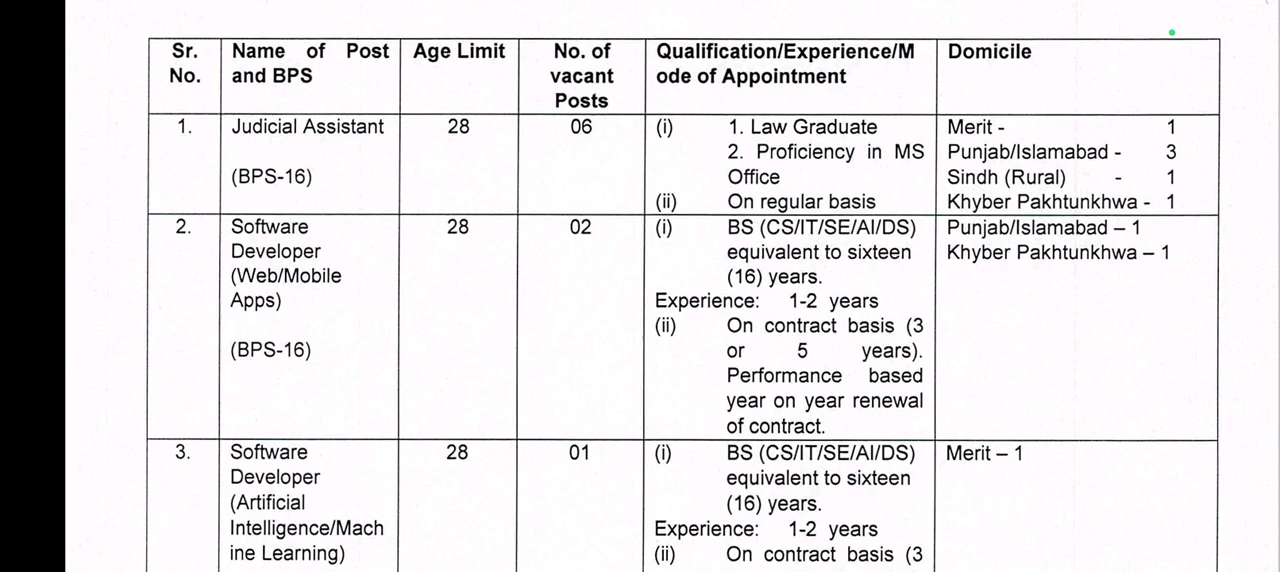 Sr. No.
Name of Post and BPS
Age Limit
No. of vacant Posts
Qualification/Experience/M
ode of Appointment
Domicile
1.
Judicial Assistant
(BPS-16)
28
06
(i) 1. Law Graduate
2. Proficiency in MS
Office
(ii) On regular basis
Merit - 1
Punjab/Islamabad - 3
Sindh (Rural) - 1
Khyber Pakhtunkhwa - 1
2.
Software
Developer
(Web/Mobile
Apps)
(BPS-16)
28
02
(i) BS (CS/IT/SE/AI/DS)
equivalent to sixteen
(16) years.
Experience: 1-2 years
(ii) On contract basis (3
or 5 years).
Performance based
year on year renewal
of contract.
Punjab/Islamabad – 1
Khyber Pakhtunkhwa – 1
3.
Software
Developer
(Artificial
Intelligence/Mach
ine Learning)
28
01
(i) BS (CS/IT/SE/AI/DS)
equivalent to sixteen
(16) years.
Experience: 1-2 years
(ii) On contract basis (3
Merit – 1